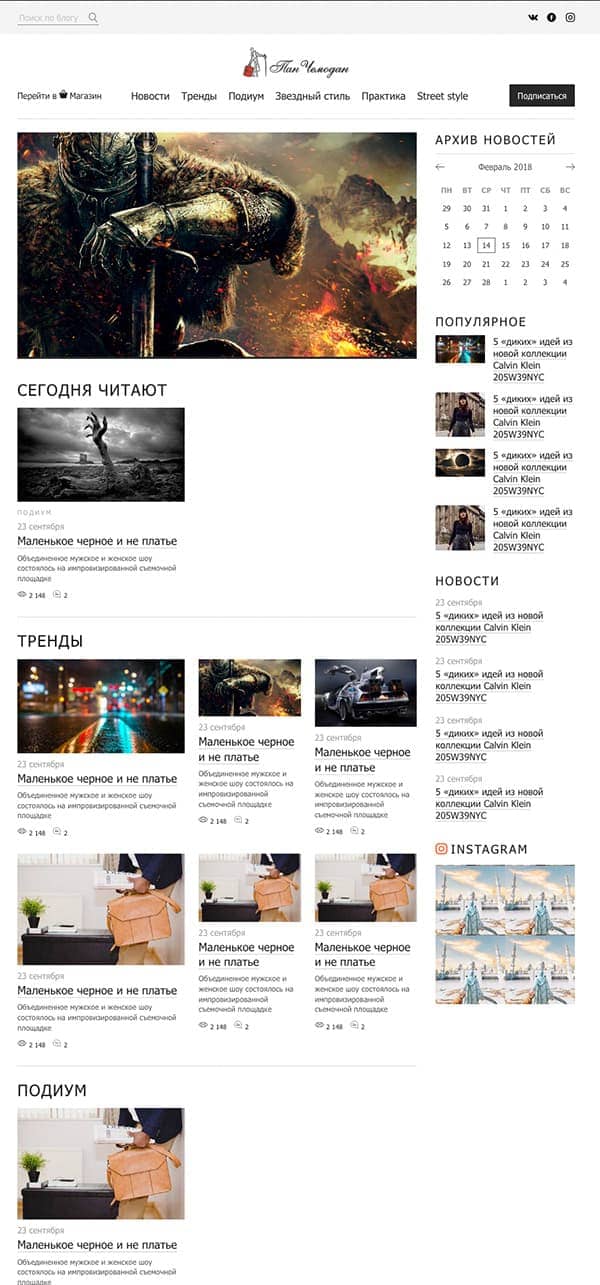 Поиск по блогу
Пан Чемодан
Перейти в Магазин
Новости Тренды Подиум Звездный стиль Практика Street style
Подписаться
СЕГОДНЯ ЧИТАЮТ
ПОДИУМ
23 сентября
Маленькое черное и не платье
Объединенное мужское и женское шоу
состоялось на импровизированной съемочной
площадке
2 148 2
ТРЕНДЫ
23 сентября
Маленькое черное и не платье
Объединенное мужское и женское шоу
состоялось на импровизированной съемочной
площадке
2 148 2
23 сентября
Маленькое черное
и не платье
Объединенное мужское и
женское шоу состоялось на
импровизированной
съемочной площадке
2 148 2
23 сентября
Маленькое черное
и не платье
Объединенное мужское и
женское шоу состоялось на
импровизированной
съемочной площадке
2 148 2
23 сентября
Маленькое черное и не платье
Объединенное мужское и женское шоу
состоялось на импровизированной съемочной
площадке
2 148 2
23 сентября
Маленькое черное
и не платье
Объединенное мужское и
женское шоу состоялось на
импровизированной
съемочной площадке
2 148 2
23 сентября
Маленькое черное
и не платье
Объединенное мужское и
женское шоу состоялось на
импровизированной
съемочной площадке
2 148 2
ПОДИУМ
23 сентября
Маленькое черное и не платье
Объединенное мужское и женское шоу
состоялось на импровизированной съемочной
площадке
АРХИВ НОВОСТЕЙ
Февраль 2018
ПН ВТ СР ЧТ ПТ СБ ВС
29 30 31 1 2 3 4
5 6 7 8 9 10 11
12 13 14 15 16 17 18
19 20 21 22 23 24 25
26 27 28 1 2 3 4
ПОПУЛЯРНОЕ
5 «диких» идей из
новой коллекции
Calvin Klein
205W39NYC
5 «диких» идей из
новой коллекции
Calvin Klein
205W39NYC
5 «диких» идей из
новой коллекции
Calvin Klein
205W39NYC
5 «диких» идей из
новой коллекции
Calvin Klein
205W39NYC
НОВОСТИ
23 сентября
5 «диких» идей из новой
коллекции Calvin Klein
205W39NYC
23 сентября
5 «диких» идей из новой
коллекции Calvin Klein
205W39NYC
23 сентября
5 «диких» идей из новой
коллекции Calvin Klein
205W39NYC
23 сентября
5 «диких» идей из новой
коллекции Calvin Klein
205W39NYC
INSTAGRAM